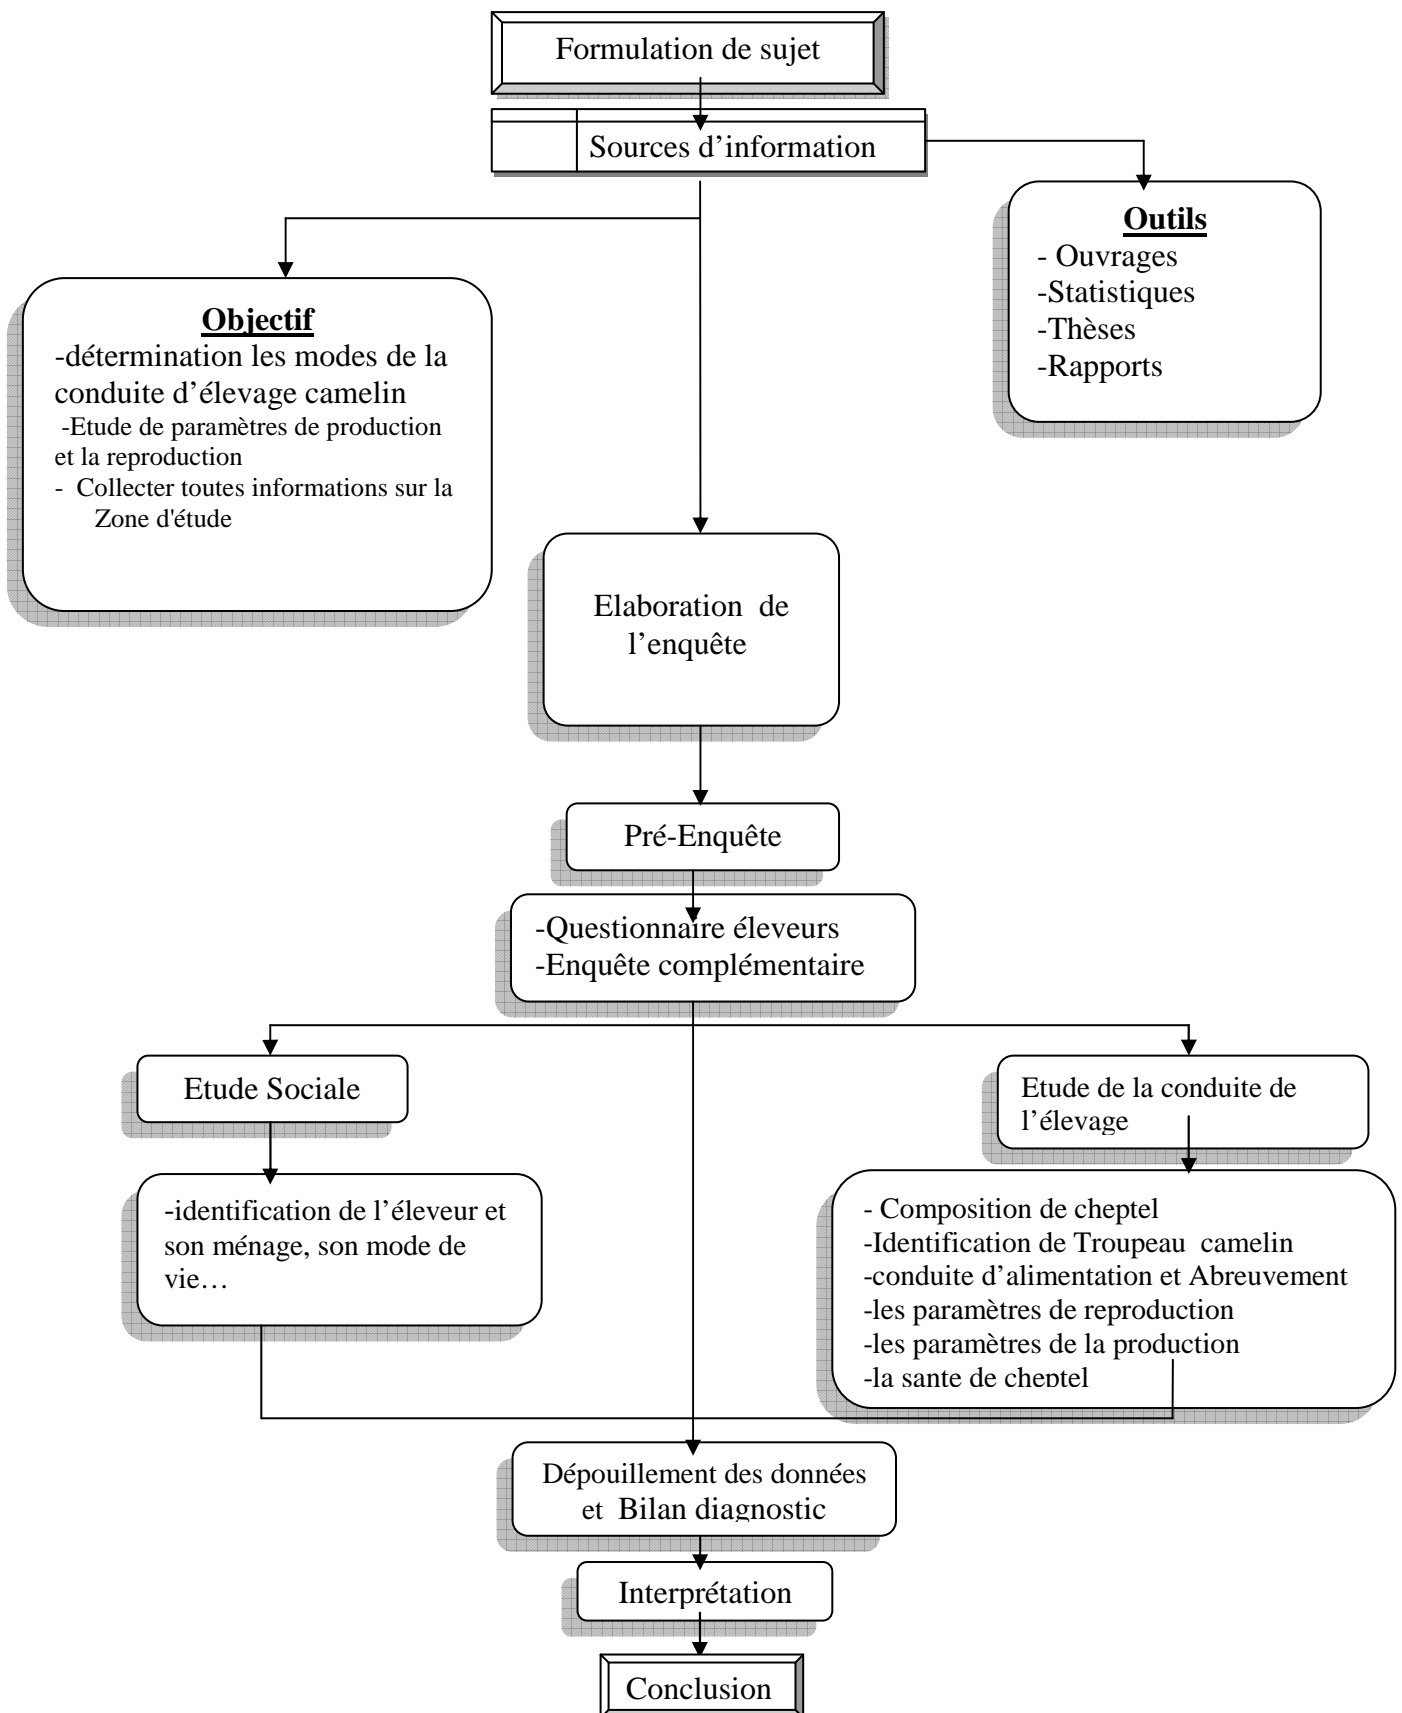 Formulation de sujet
Sources d’information
Outils
- Ouvrages
-Statistiques
-Thèses
-Rapports
Objectif
-détermination les modes de la
conduite d’élevage camelin
-Etude de paramètres de production
et la reproduction
- Collecter toutes informations sur la
Zone d'étude
Elaboration de
l’enquête
Pré-Enquête
-Questionnaire éleveurs
-Enquête complémentaire
Etude Sociale
Etude de la conduite de
l’élevage
-identification de l’éleveur et
son ménage, son mode de
vie…
- Composition de cheptel
-Identification de Troupeau camelin
-conduite d’alimentation et Abreuvement
-les paramètres de reproduction
-les paramètres de la production
-la sante de cheptel
Dépouillement des données
et Bilan diagnostic
Interprétation
Conclusion